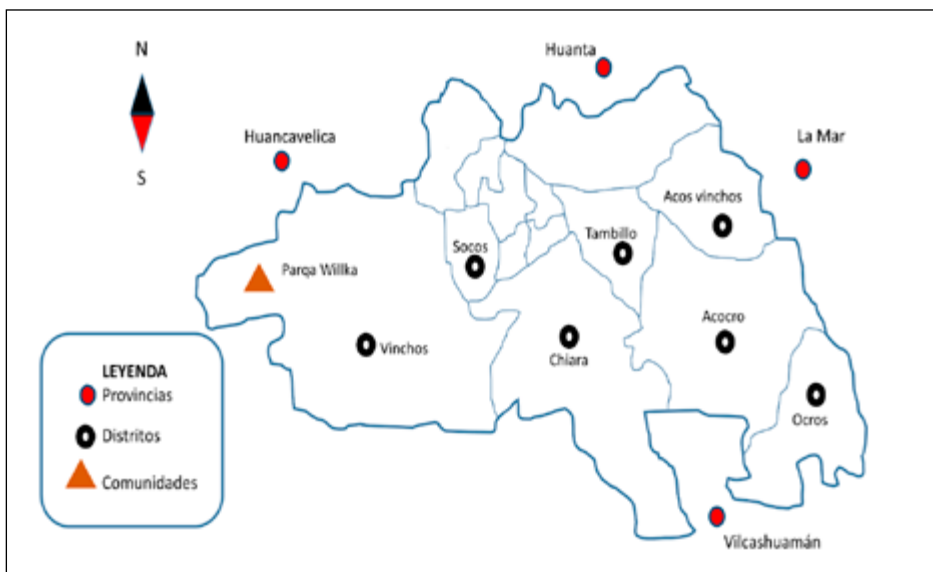 N
S
Huanta
Huancavelica
La Mar
Acos vinchos
Tambillo
Socos
Parqa Willka
Acocro
Vinchos
Chiara
Ocros
Vilcashuamán
LEYENDA
Provincias
Distritos
Comunidades